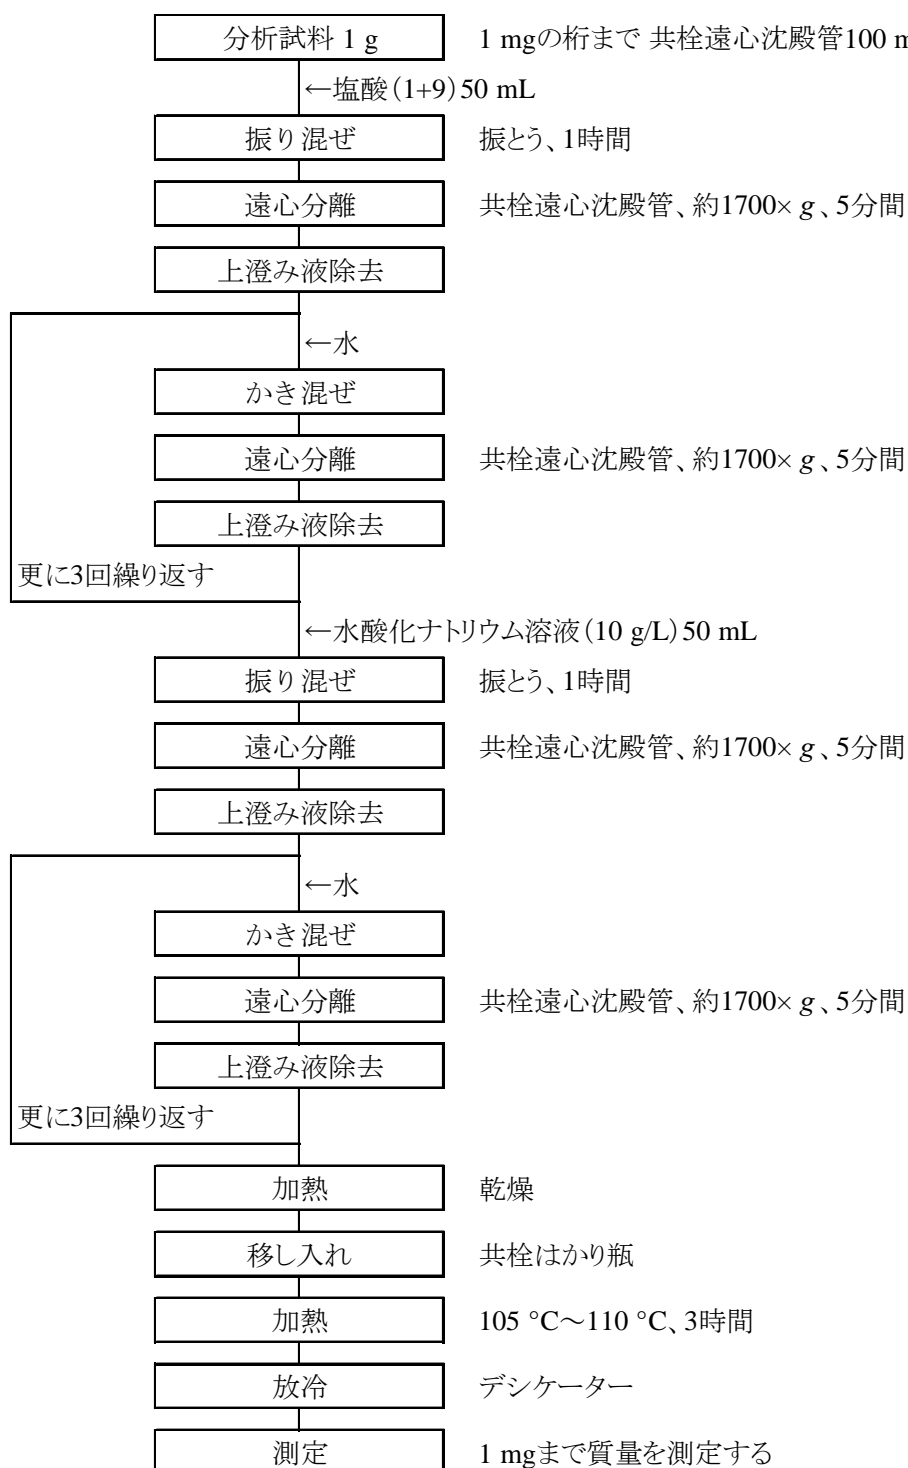 分析試料 1 g 1 mgの桁まで 共栓遠心沈殿管100 m
←塩酸(1+9)50 mL
振り混ぜ 振とう、1時間
遠心分離 共栓遠心沈殿管、約1700× g 、5分間
上澄み液除去
←水
かき混ぜ
遠心分離 共栓遠心沈殿管、約1700× g 、5分間
上澄み液除去
更に3回繰り返す
←水酸化ナトリウム溶液(10 g/L)50 mL
振り混ぜ 振とう、1時間
遠心分離 共栓遠心沈殿管、約1700× g 、5分間
上澄み液除去
←水
かき混ぜ
遠心分離 共栓遠心沈殿管、約1700× g 、5分間
上澄み液除去
更に3回繰り返す
加熱 乾燥
移し入れ 共栓はかり瓶
加熱 105 °C～110 °C、3時間
放冷 デシケーター
測定 1 mgまで質量を測定する